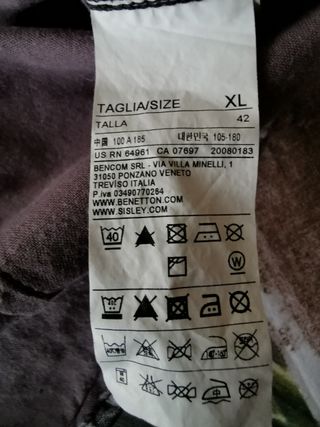 TAGLIA/SIZE XL
TALLA 42
中国 100 A 185 대한민국 105-180
US RN 64961 CA 07697 20080183
BENCOM SRL - VIA VILLA MINELLI, 1
31050 PONZANO VENETO
TREVISO ITALIA
P.iva 03490770264
WWW.BENETTON.COM
WWW.SISLEY.COM
40
W
中